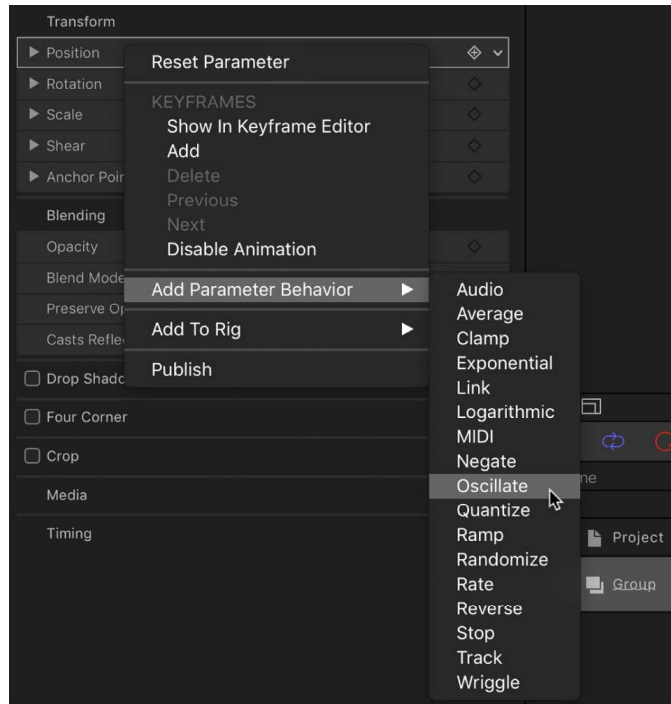 Transform
Position
Rotation
Scale
Shear
Anchor Poin
Blending
Opacity
Blend Mode
Preserve Op
Casts Refle
Drop Shado
Four Corner
Crop
Media
Timing
Reset Parameter
KEYFRAMES
Show In Keyframe Editor
Add
Delete
Previous
Next
Disable Animation
Add Parameter Behavior
Add To Rig
Publish
Audio
Average
Clamp
Exponential
Link
Logarithmic
MIDI
Negate
Oscillate
Quantize
Ramp
Randomize
Rate
Reverse
Stop
Track
Wriggle
ne
Project
Group